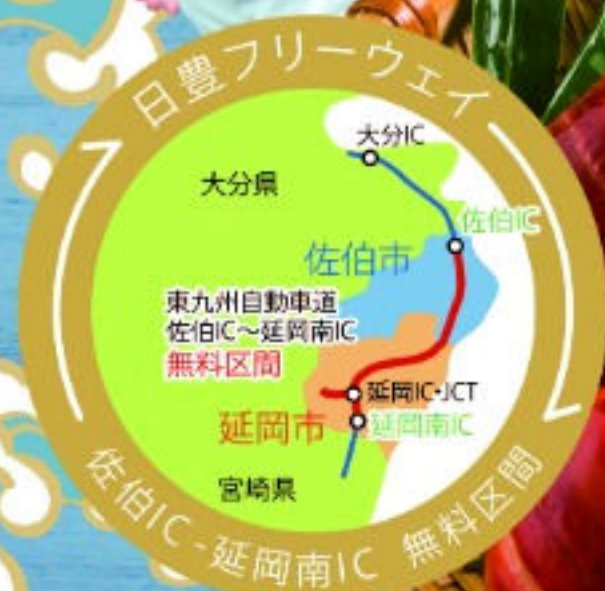 日豊フリーウェイ
大分IC
大分県
佐伯IC
佐伯市
東九州自動車道
佐伯IC～延岡南IC
無料区間
延岡IC・JCT
延岡市
延岡南IC
宮崎県
佐伯IC-延岡南IC 無料区間